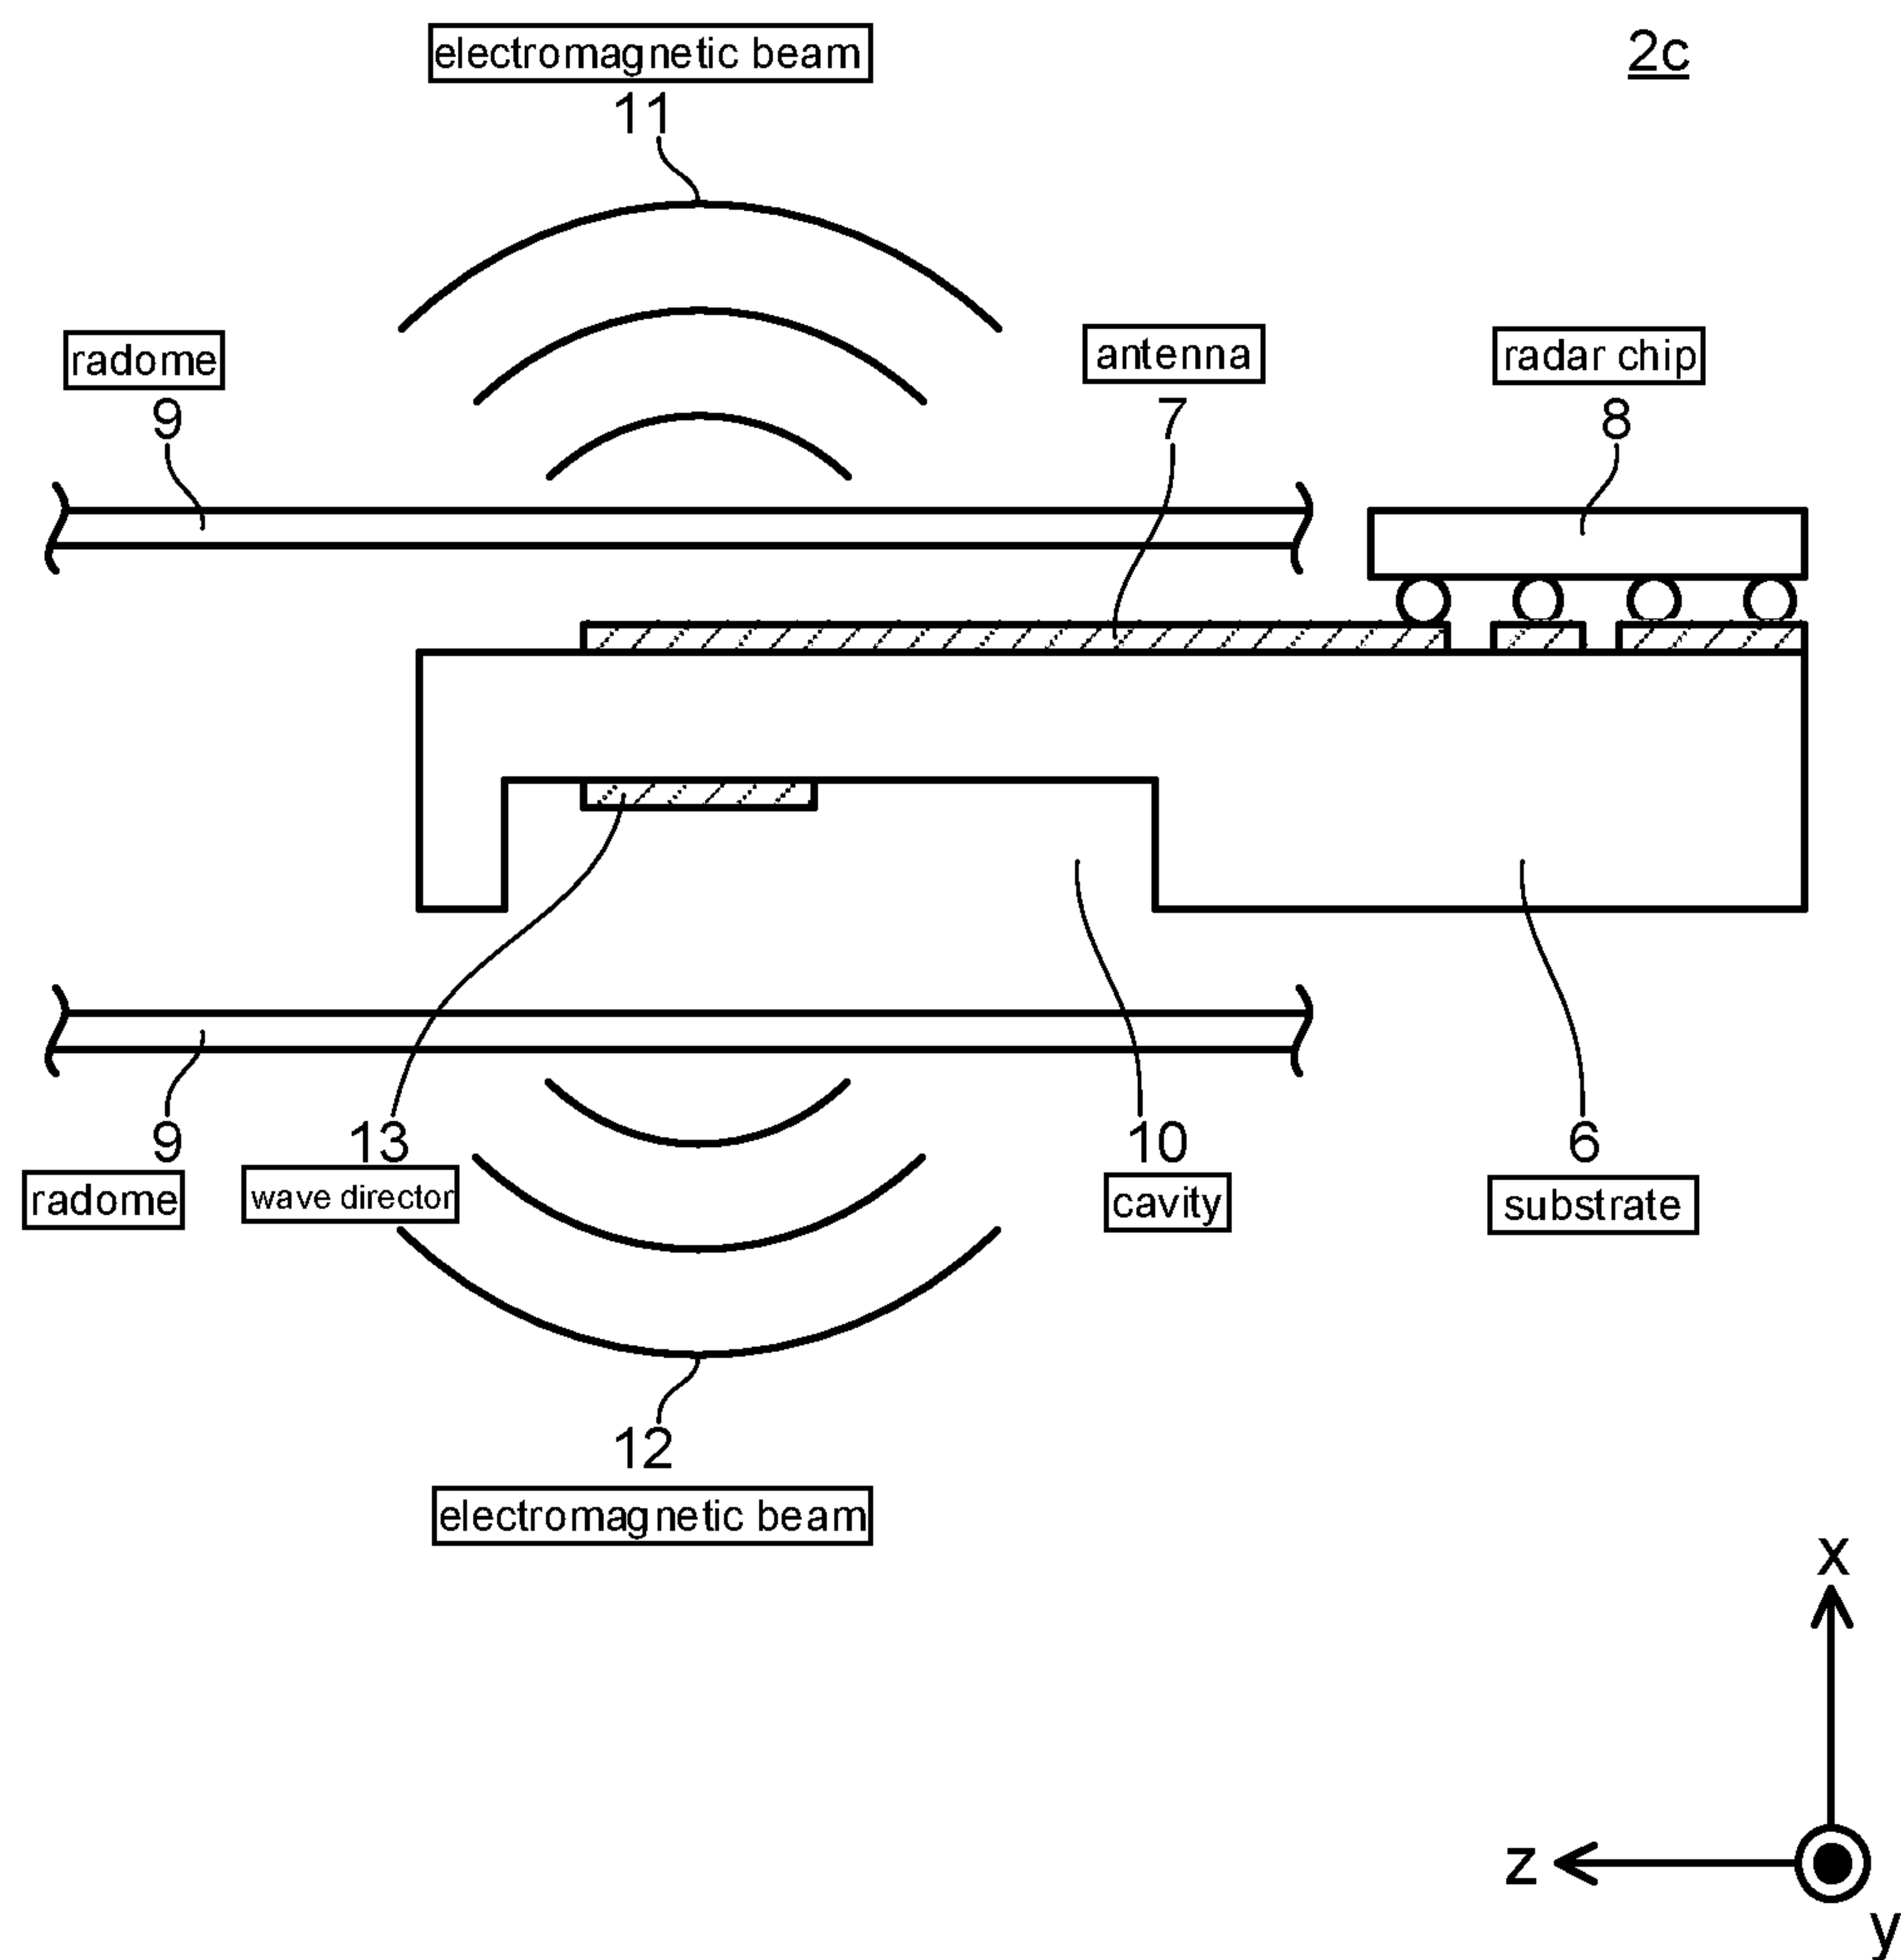 electromagnetic beam
2c
11
radome
antenna
radar chip
9
7
8
9
13
10
6
radome
wave director
cavity
substrate
12
electromagnetic beam
x
z
y